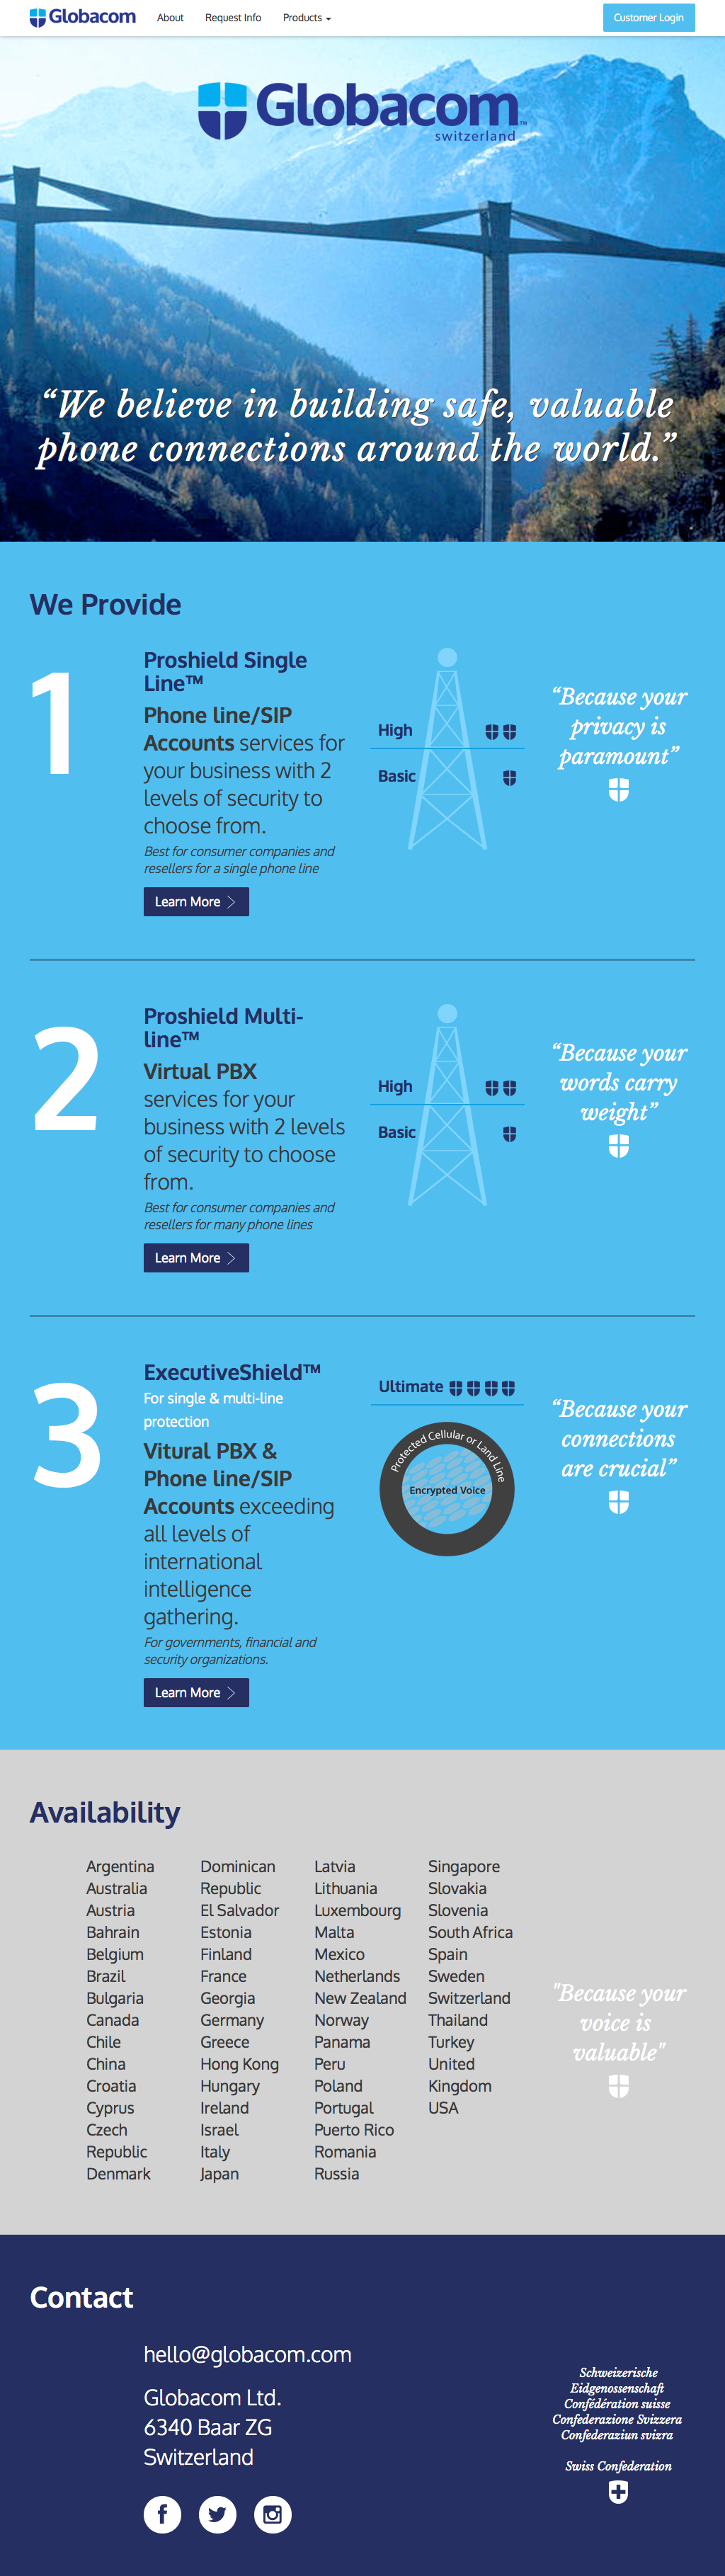 Globacom About Request Info Products Customer Login
Globacom™
switzerland
“We believe in building safe, valuable
phone connections around the world.”
We Provide
1
Proshield Single
Line™
Phone line/SIP
Accounts services for
your business with 2
levels of security to
choose from.
Best for consumer companies and
resellers for a single phone line
Learn More
High
Basic
“Because your
privacy is
paramount”
2
Proshield Multi-
line™
Virtual PBX
services for your
business with 2 levels
of security to choose
from.
Best for consumer companies and
resellers for many phone lines
Learn More
High
Basic
“Because your
words carry
weight”
3
ExecutiveShield™
For single & multi-line
protection
Vitural PBX &
Phone line/SIP
Accounts exceeding
all levels of
international
intelligence
gathering.
For governments, financial and
security organizations.
Learn More
Ultimate
Protected Cellular or Land Line
Encrypted Voice
“Because your
connections
are crucial”
Availability
Argentina
Australia
Austria
Bahrain
Belgium
Brazil
Bulgaria
Canada
Chile
China
Croatia
Cyprus
Czech
Republic
Denmark
Dominican
Republic
El Salvador
Estonia
Finland
France
Georgia
Germany
Greece
Hong Kong
Hungary
Ireland
Israel
Italy
Japan
Latvia
Lithuania
Luxembourg
Malta
Mexico
Netherlands
New Zealand
Norway
Panama
Peru
Poland
Portugal
Puerto Rico
Romania
Russia
Singapore
Slovakia
Slovenia
South Africa
Spain
Sweden
Switzerland
Thailand
Turkey
United
Kingdom
USA
"Because your
voice is
valuable"
Contact
hello@globacom.com
Globacom Ltd.
6340 Baar ZG
Switzerland
Schweizerische
Eidgenossenschaft
Confédération suisse
Confederazione Svizzera
Confederaziun svizra
Swiss Confederation